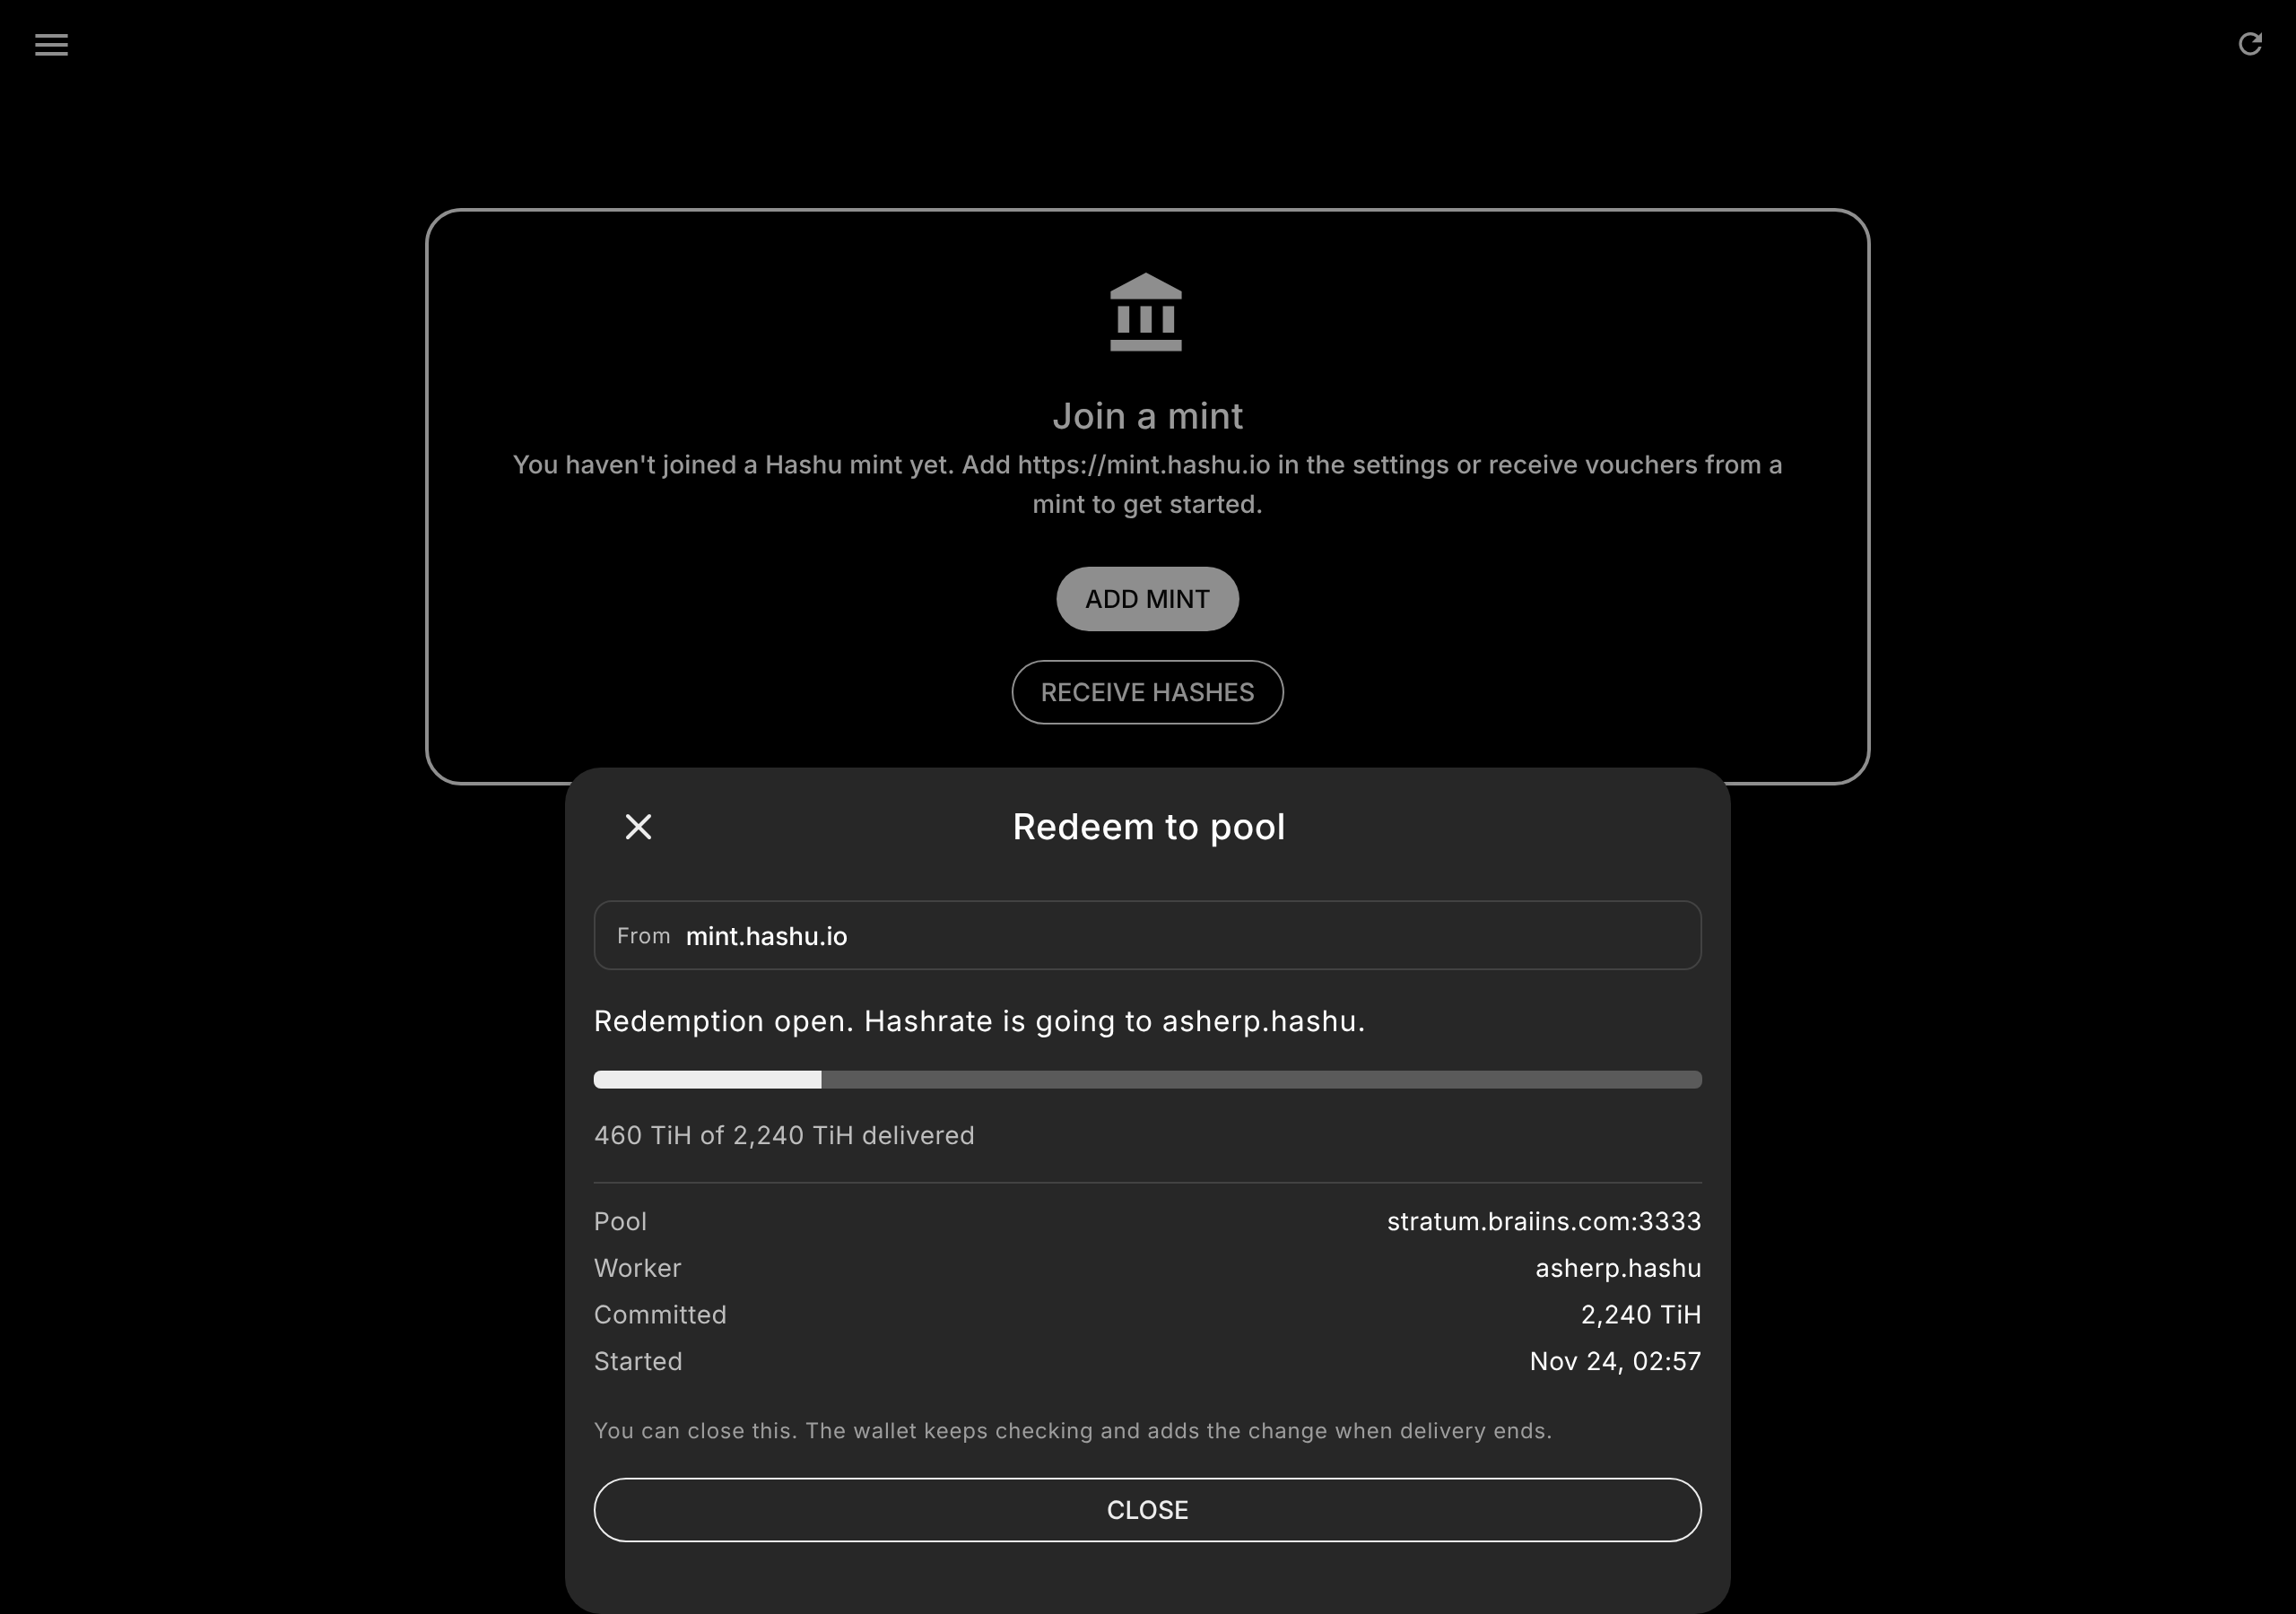 Join a mint
You haven't joined a Hashu mint yet. Add https://mint.hashu.io in the settings or receive vouchers from a
mint to get started.
ADD MINT
RECEIVE HASHES
Redeem to pool
From mint.hashu.io
Redemption open. Hashrate is going to asherp.hashu.
460 TiH of 2,240 TiH delivered
Pool stratum.braiins.com:3333
Worker asherp.hashu
Committed 2,240 TiH
Started Nov 24, 02:57
You can close this. The wallet keeps checking and adds the change when delivery ends.
CLOSE